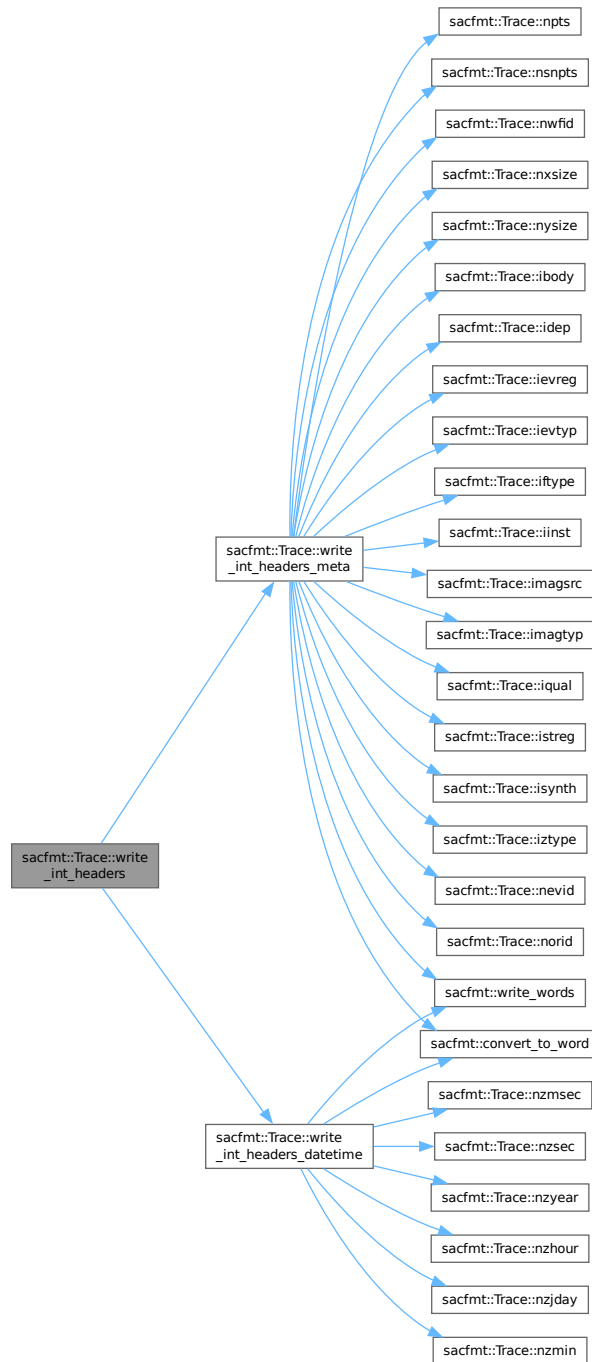 sacfmt::Trace::npts
sacfmt::Trace::nsnpts
sacfmt::Trace::nwfid
sacfmt::Trace::nxsize
sacfmt::Trace::nysize
sacfmt::Trace::ibody
sacfmt::Trace::idep
sacfmt::Trace::ievreg
sacfmt::Trace::ievtyp
sacfmt::Trace::iftype
sacfmt::Trace::iinst
sacfmt::Trace::write
_int_headers_meta
sacfmt::Trace::imagsrc
sacfmt::Trace::imagtyp
sacfmt::Trace::iqual
sacfmt::Trace::istreg
sacfmt::Trace::isynth
sacfmt::Trace::iztype
sacfmt::Trace::write
_int_headers
sacfmt::Trace::nevid
sacfmt::Trace::norid
sacfmt::write_words
sacfmt::convert_to_word
sacfmt::Trace::nzmsec
sacfmt::Trace::write
_int_headers_datetime
sacfmt::Trace::nzsec
sacfmt::Trace::nzyear
sacfmt::Trace::nzhour
sacfmt::Trace::nzjday
sacfmt::Trace::nzmin